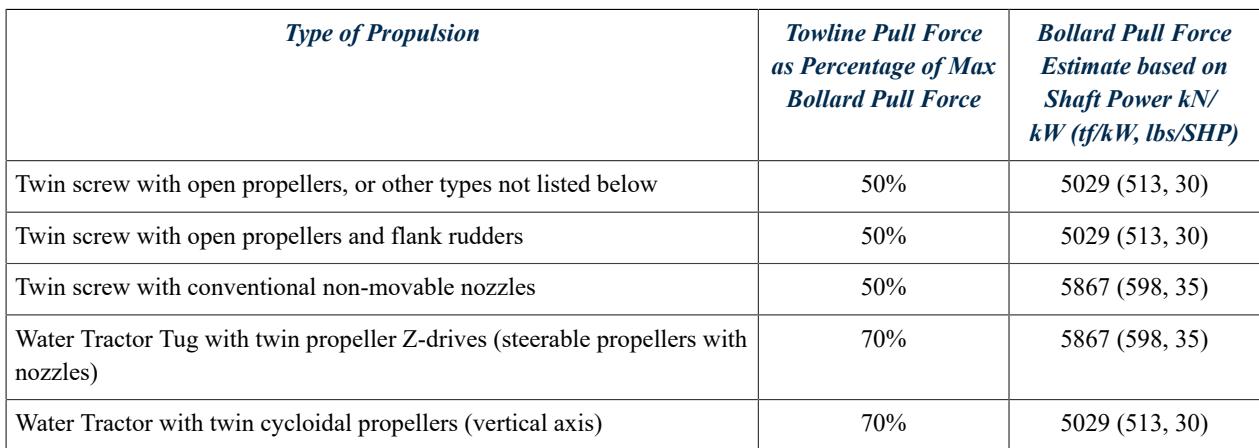 Type of Propulsion
Towline Pull Force
as Percentage of Max
Bollard Pull Force
Bollard Pull Force
Estimate based on
Shaft Power kN/
kW (tf/kW, lbs/SHP)
Twin screw with open propellers, or other types not listed below
50%
5029 (513, 30)
Twin screw with open propellers and flank rudders
50%
5029 (513, 30)
Twin screw with conventional non-movable nozzles
50%
5867 (598, 35)
Water Tractor Tug with twin propeller Z-drives (steerable propellers with
nozzles)
70%
5867 (598, 35)
Water Tractor with twin cycloidal propellers (vertical axis)
70%
5029 (513, 30)